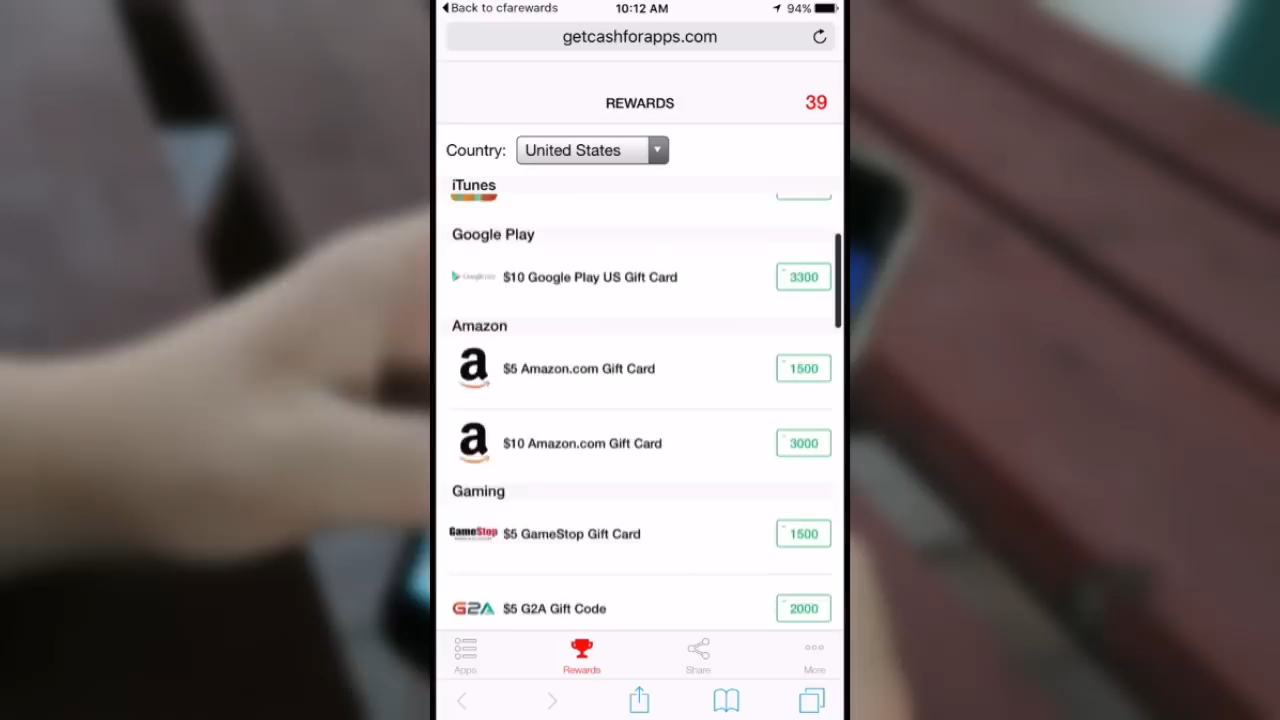 Back to cfarewards 10:12 AM 94%
getcashforapps.com
REWARDS 39
Country: United States
iTunes
Google Play
$10 Google Play US Gift Card 3300
Amazon
a $5 Amazon.com Gift Card 1500
a $10 Amazon.com Gift Card 3000
Gaming
GameStop $5 GameStop Gift Card 1500
G2A $5 G2A Gift Code 2000
Apps Rewards Share More